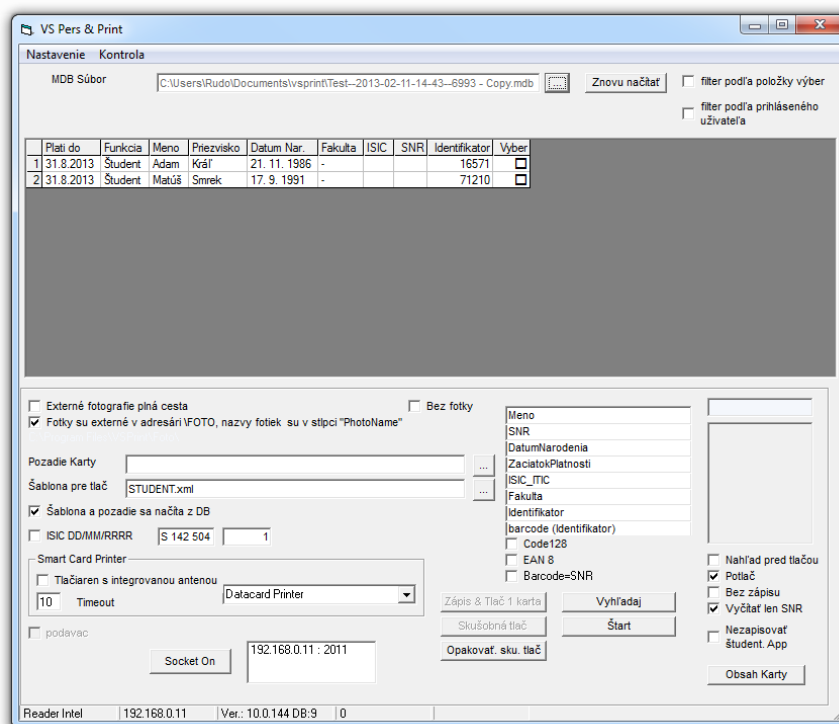 VS Pers & Print
Nastavenie Kontrola
MDB Súbor C:\Users\Rudo\Documents\vsprint\Test--2013-02-11-14-43--6993 - Copy.mdb ... Znovu načítať filter podľa položky výber
filter podľa prihláseného
uživateľa
Plati do Funkcia Meno Priezvisko Datum Nar. Fakulta ISIC SNR Identifikator Vyber
1 31.8.2013 Študent Adam Kráľ 21. 11. 1986 - 16571
2 31.8.2013 Študent Matúš Smrek 17. 9. 1991 - 71210
Externé fotografie plná cesta
Bez fotky
Fotky su externé v adresári \FOTO, nazvy fotiek su v stlpci "PhotoName"
Pozadie Karty ...
Šablona pre tlač STUDENT.xml ...
Šablona a pozadie sa načíta z DB
ISIC DD/MM/RRRR S 142 504 1
Smart Card Printer
Tlačiaren s integrovanou antenou
10 Timeout Datacard Printer
podavac
Socket On
192.168.0.11 : 2011
Meno
SNR
DatumNarodenia
ZaciatokPlatnosti
ISIC_ITIC
Fakulta
Identifikator
barcode (Identifikator)
Code128
EAN 8
Barcode=SNR
Zápis & Tlač 1 karta Vyhľadaj
Skušobná tlač Štart
Opakovať. sku. tlač
Nahľad pred tlačou
Potlač
Bez zápisu
Vyčítať len SNR
Nezapisovať
študent. App
Obsah Karty
Reader Intel 192.168.0.11 Ver.: 10.0.144 DB:9 0